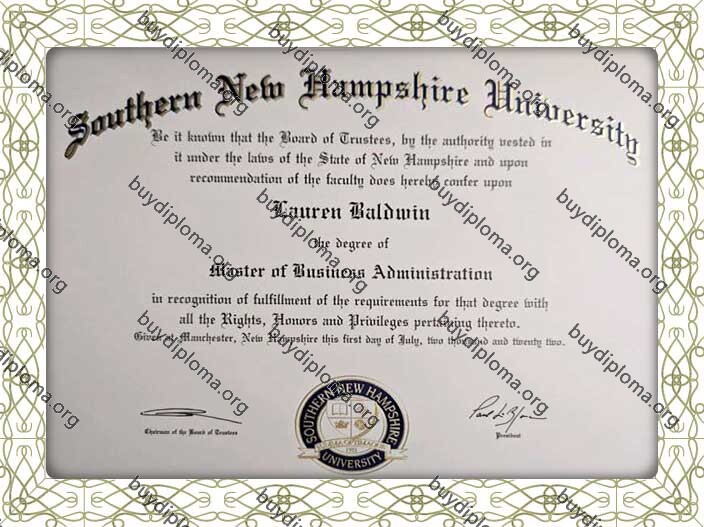 Southern New Hampshire University
Be it known that the Board of Trustees, by the authority vested in
it under the laws of the State of New Hampshire and upon
recommendation of the faculty does hereby confer upon
Lauren Baldwin
the degree of
Master of Business Administration
in recognition of fulfillment of the requirements for that degree with
all the Rights, Honors and Privileges pertaining thereto.
Given at Manchester, New Hampshire this first day of July, two thousand and twenty two.
SOUTHERN NEW HAMPSHIRE
UNIVERSITY
Chairman of the Board of Trustees
President
buydiploma.org